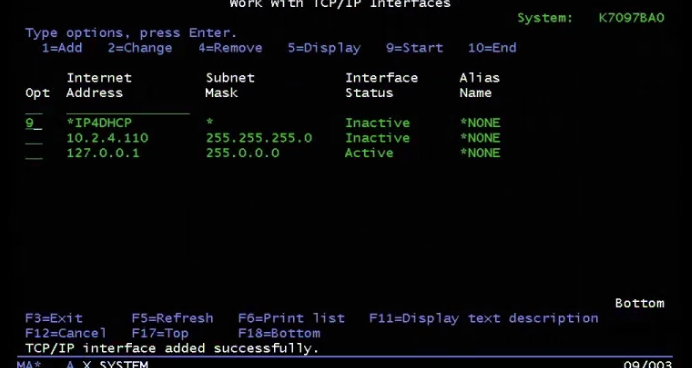 Work With TCP/IP Interfaces
System: K7097BA0
Type options, press Enter.
1=Add 2=Change 4=Remove 5=Display 9=Start 10=End
Internet Subnet Interface Alias
Opt Address Mask Status Name
9_ *IP4DHCP * Inactive *NONE
__ 10.2.4.110 255.255.255.0 Inactive *NONE
__ 127.0.0.1 255.0.0.0 Active *NONE
Bottom
F3=Exit F5=Refresh F6=Print list F11=Display text description
F12=Cancel F17=Top F18=Bottom
TCP/IP interface added successfully.
MA* A X SYSTEM 09/003